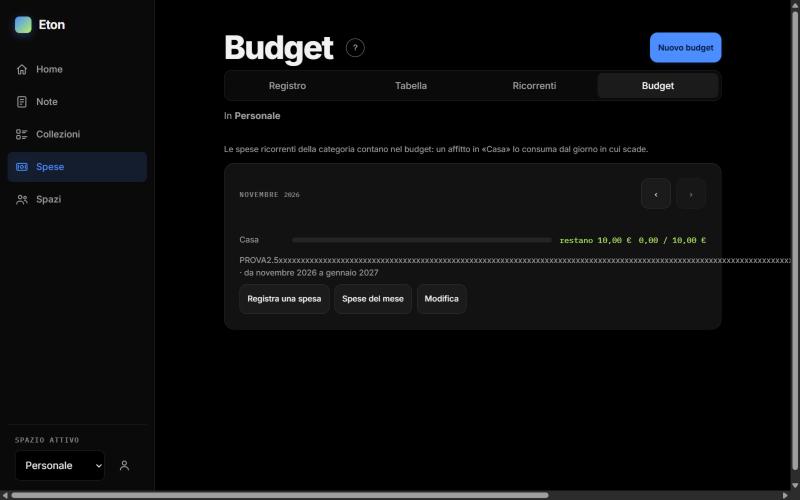 Eton
Home
Note
Collezioni
Spese
Spazi
SPAZIO ATTIVO
Personale
Budget ?
Nuovo budget
Registro Tabella Ricorrenti Budget
In Personale
Le spese ricorrenti della categoria contano nel budget: un affitto in «Casa» lo consuma dal giorno in cui scade.
NOVEMBRE 2026
‹ ›
Casa restano 10,00 € 0,00 / 10,00 €
· da novembre 2026 a gennaio 2027
Registra una spesa Spese del mese Modifica